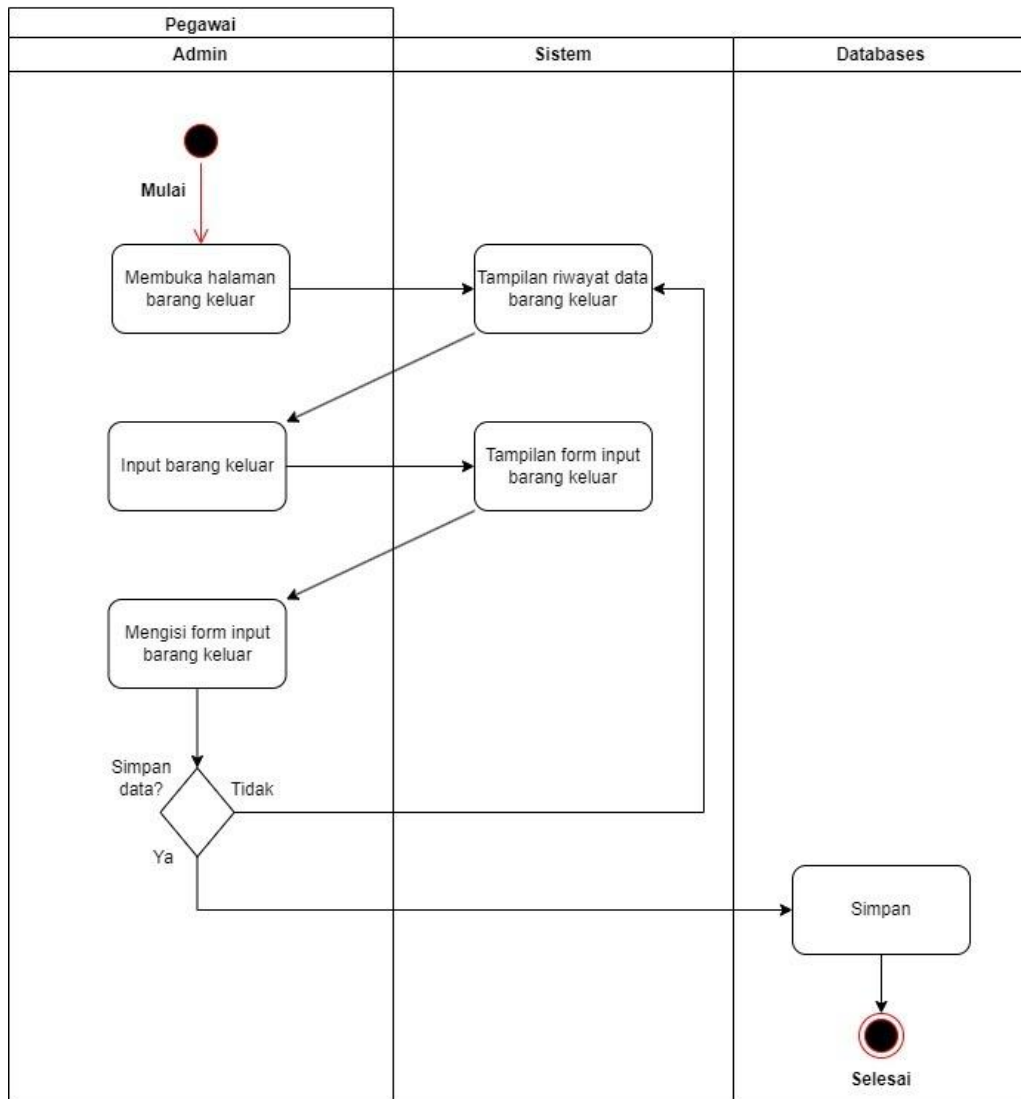 Pegawai
Admin
Sistem
Databases
Mulai
Membuka halaman
barang keluar
Tampilan riwayat data
barang keluar
Input barang keluar
Tampilan form input
barang keluar
Mengisi form input
barang keluar
Simpan
data?
Tidak
Ya
Simpan
Selesai